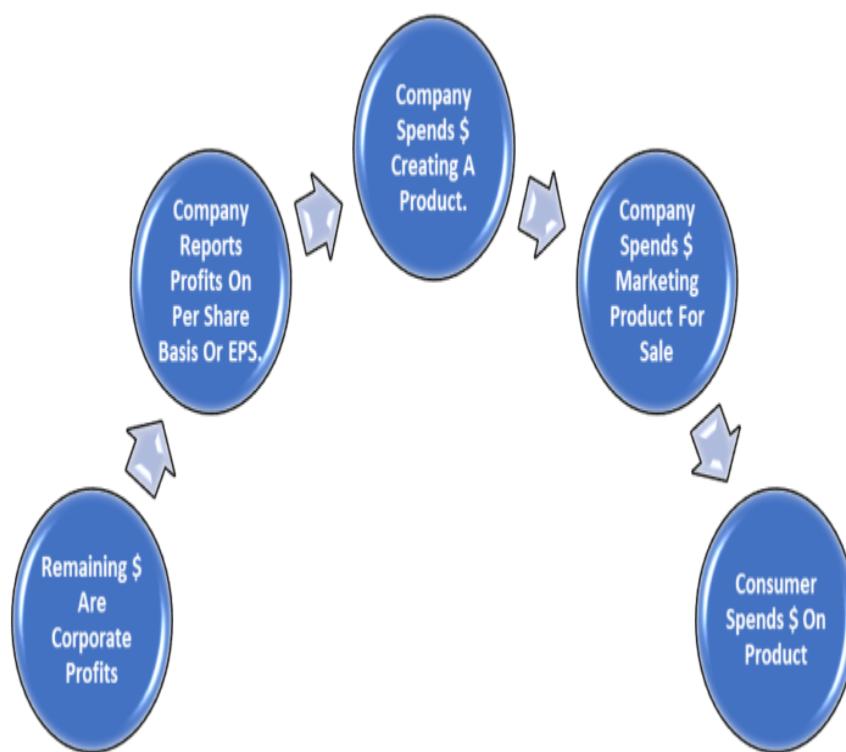 Company
Spends $
Creating A
Product.
Company
Reports
Profits On
Per Share
Basis Or EPS.
Company
Spends $
Marketing
Product For
Sale
Remaining $
Are
Corporate
Profits
Consumer
Spends $ On
Product